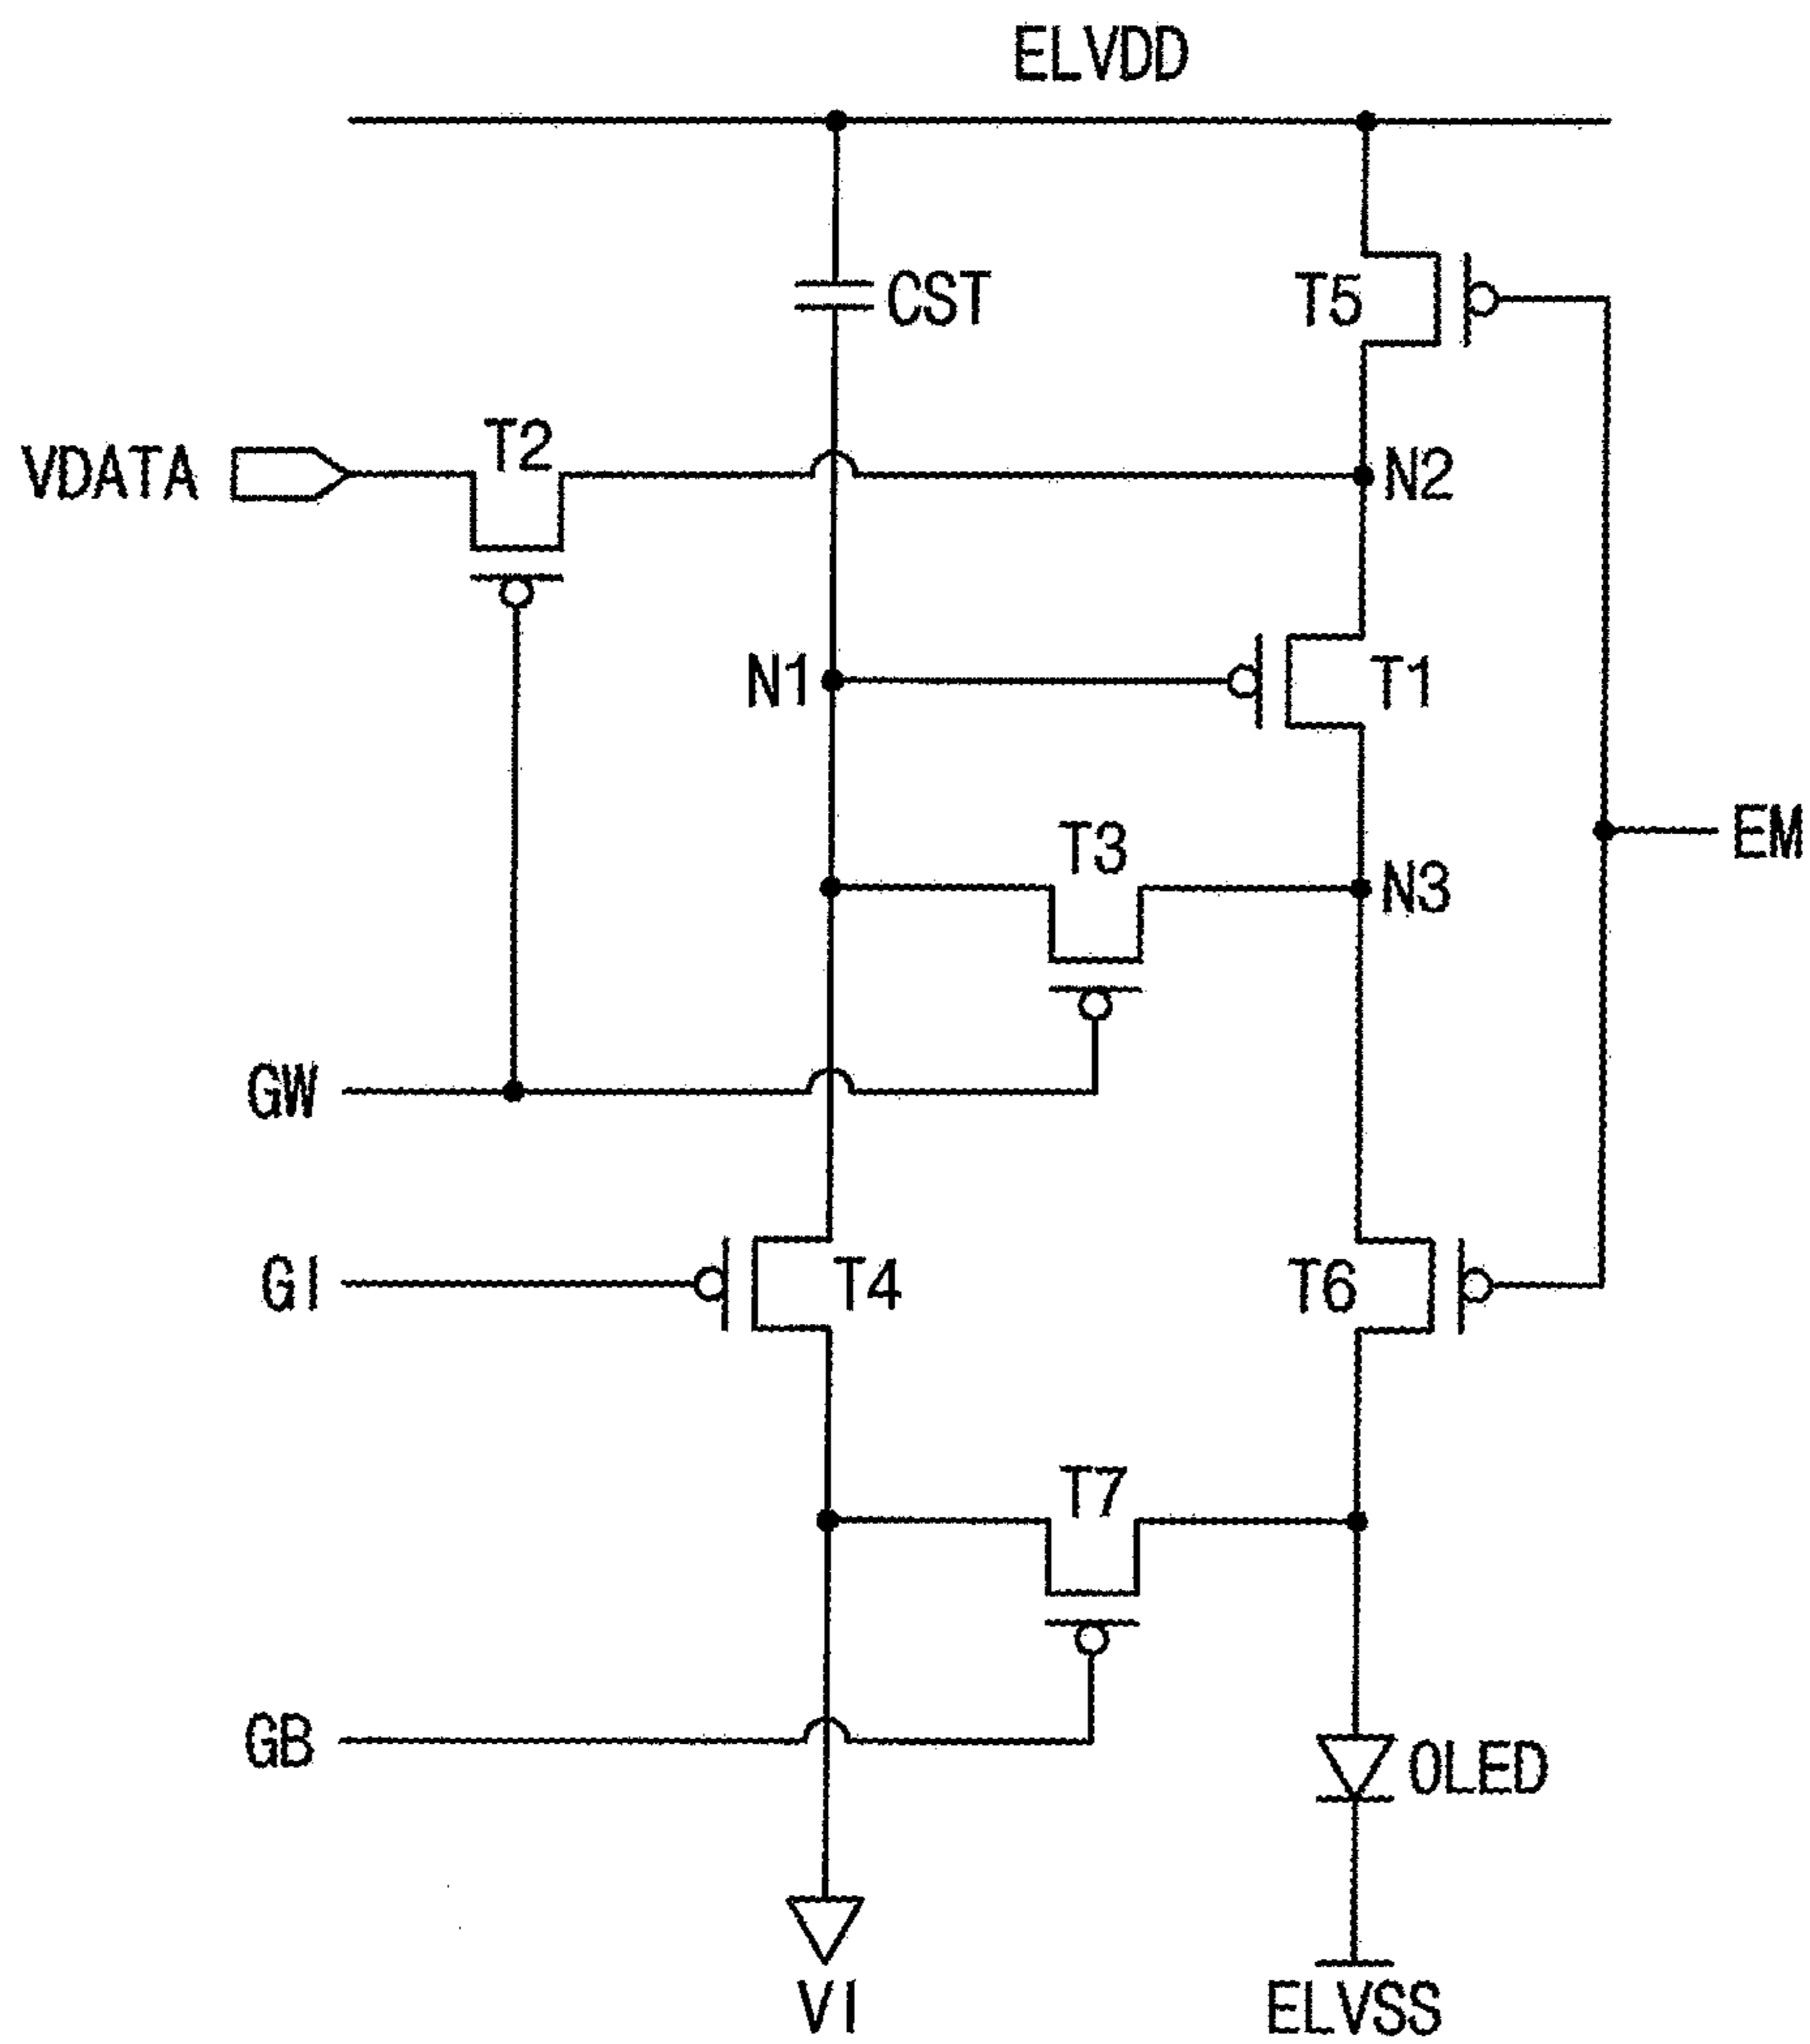 ELVDD
CST
T5
VDATA
T2
N2
N1
T1
T3
EM
N3
GW
GI
T4
T6
T7
GB
OLED
VI
ELVSS